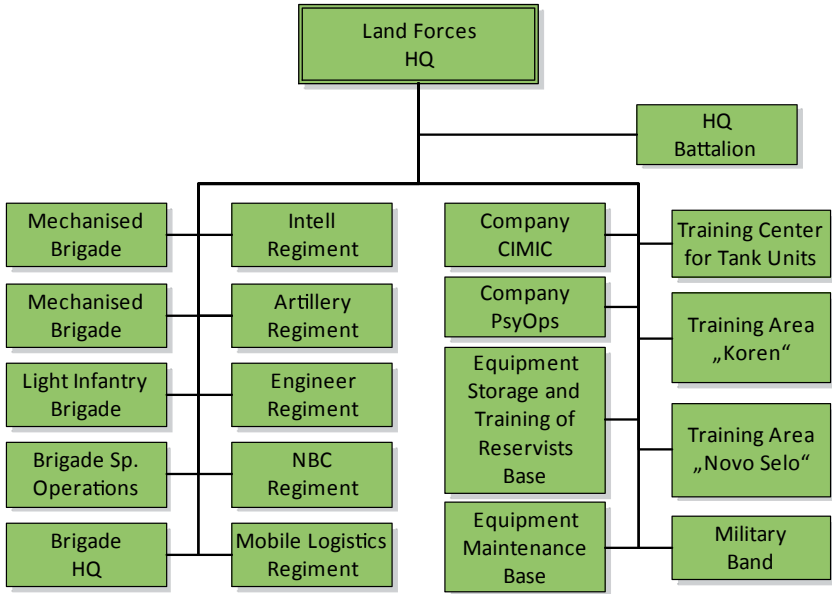 Land Forces
HQ
HQ
Battalion
Mechanised
Brigade
Intell
Regiment
Company
CIMIC
Training Center
for Tank Units
Mechanised
Brigade
Artillery
Regiment
Company
PsyOps
Training Area
„Koren“
Light Infantry
Brigade
Engineer
Regiment
Equipment
Storage and
Training of
Reservists
Base
Training Area
„Novo Selo“
Brigade Sp.
Operations
NBC
Regiment
Brigade
HQ
Mobile Logistics
Regiment
Equipment
Maintenance
Base
Military
Band